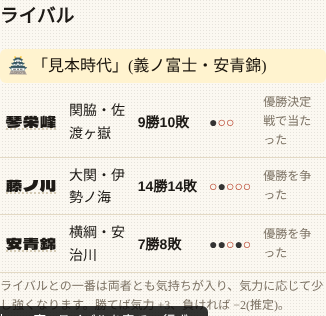 ライバル
🏯 「見本時代」(義ノ富士・安青錦)
琴栄峰 関脇・佐渡ヶ嶽 9勝10敗 ●○○ 優勝決定戦で当たった
藤ノ川 大関・伊勢ノ海 14勝14敗 ○●○○○ 優勝を争った
安青錦 横綱・安治川 7勝8敗 ●●○●○ 優勝を争った
ライバルとの一番は両者とも気持ちが入り、気力に応じて少
し強くなります。勝てば気力 +3、負ければ −2(推定)。